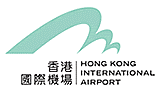 香港
國際機場
HONG KONG
INTERNATIONAL
AIRPORT